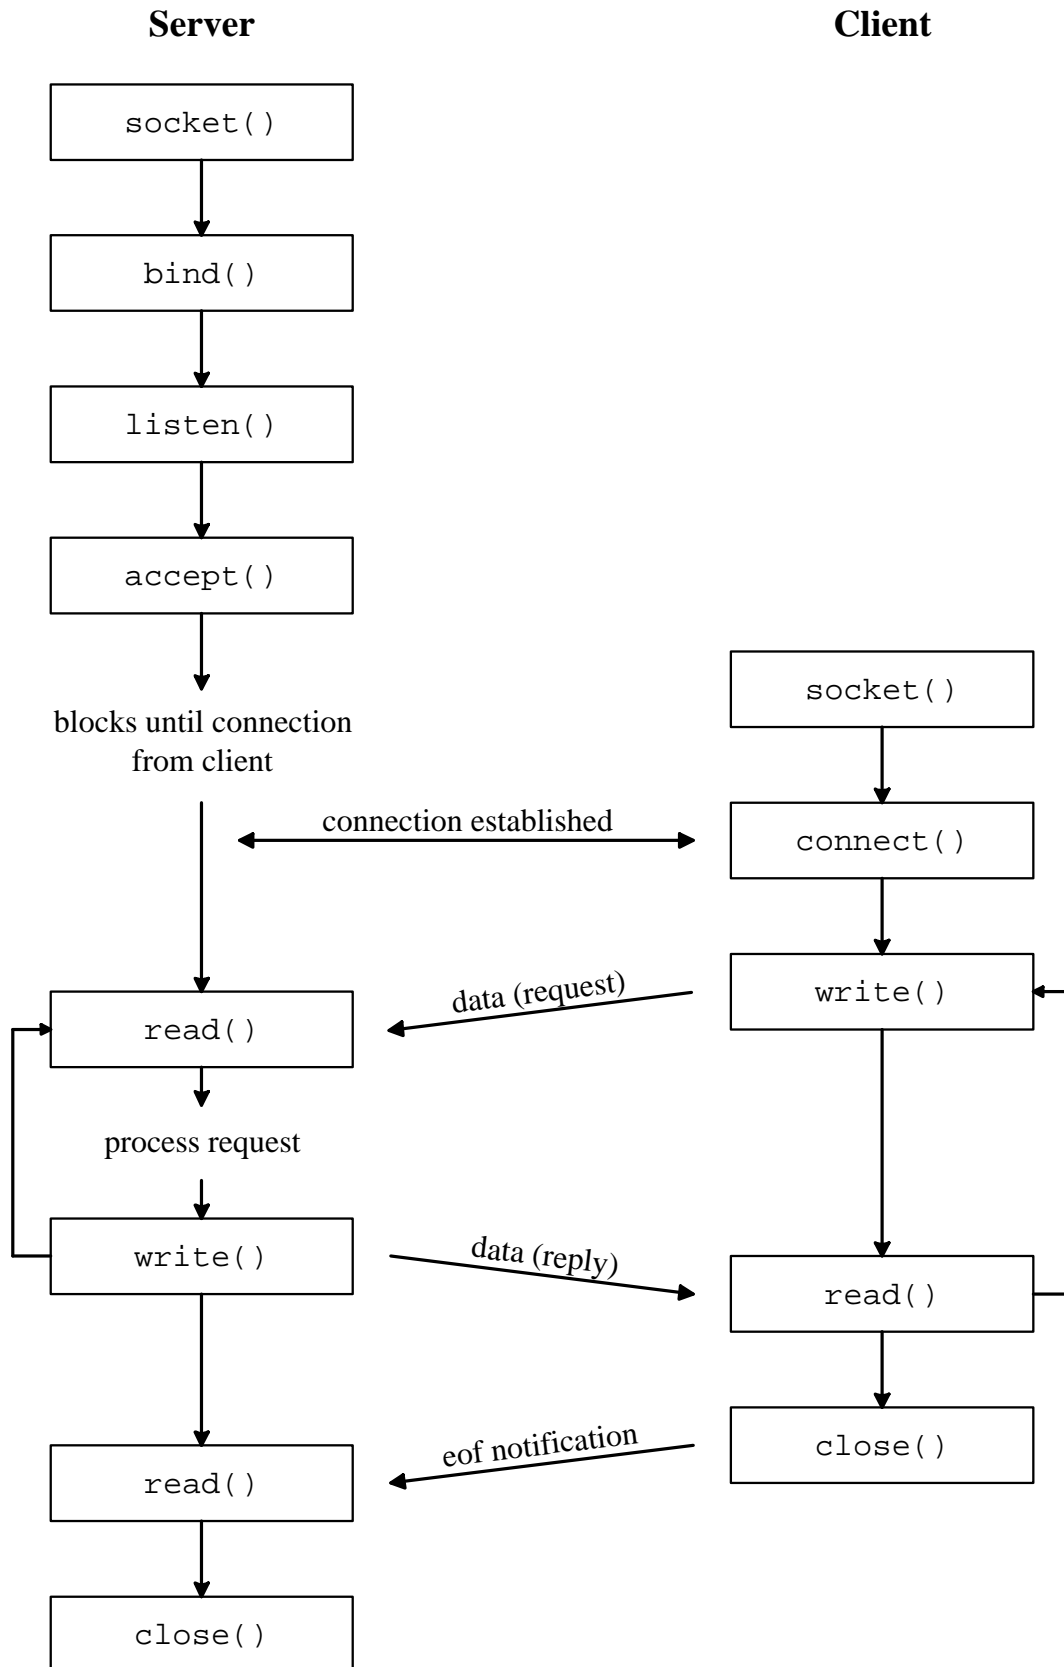 Server
Client
socket()
bind()
listen()
accept()
blocks until connection
from client
socket()
connection established
connect()
data (request)
write()
read()
process request
write()
data (reply)
read()
eof notification
close()
read()
close()